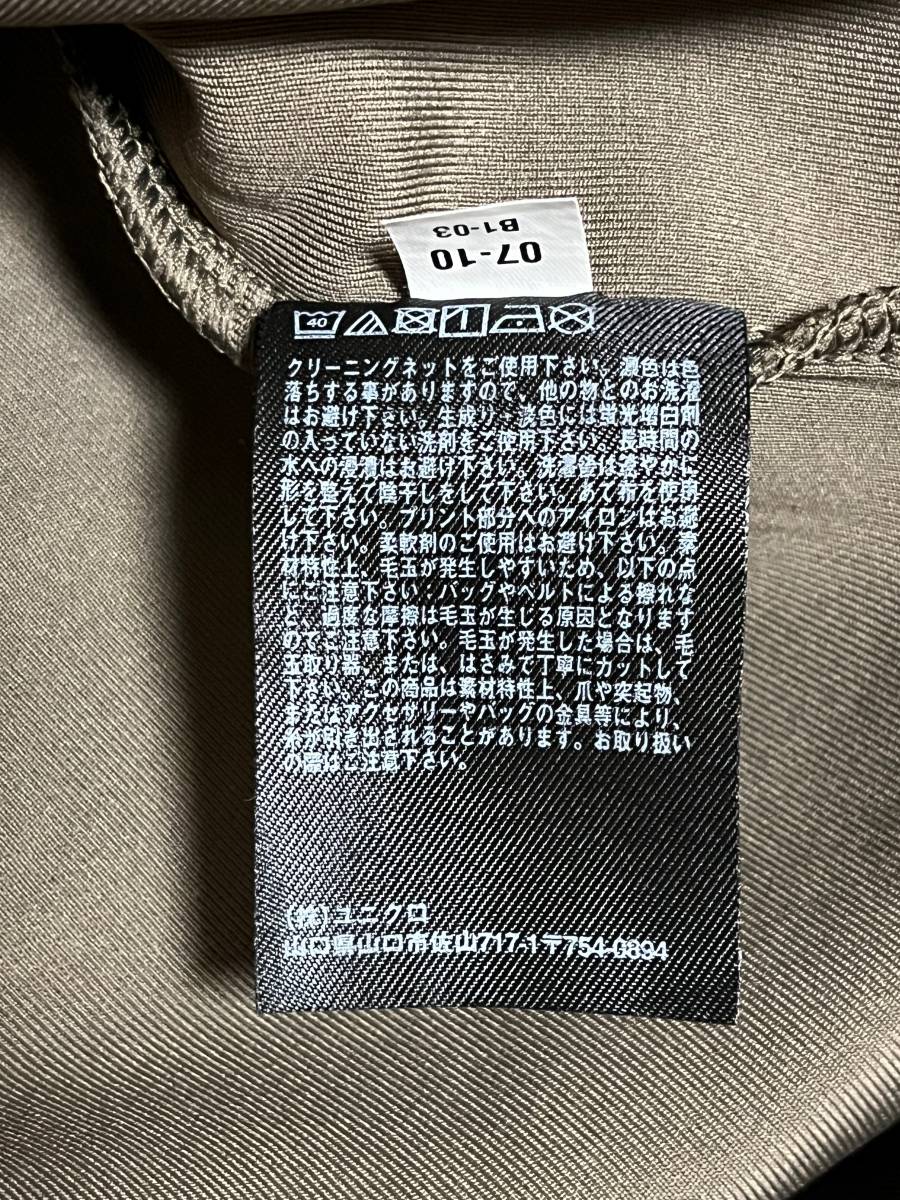 B1-03
07-10
40
クリーニングネットをご使用下さい。濃色は色
落ちする事がありますので、他の物とのお洗濯
はお避け下さい。生成り、淡色には蛍光増白剤
の入っていない洗剤をご使用下さい。長時間の
水への浸漬はお避け下さい。洗濯後は速やかに
形を整えて陰干しをして下さい。あて布を使用
して下さい。プリント部分へのアイロンはお避
け下さい。柔軟剤のご使用はお避け下さい。素
材特性上、毛玉が発生しやすいため、以下の点
にご注意下さい。バッグやベルトによる擦れな
ど、過度な摩擦は毛玉が生じる原因となります
のでご注意下さい。毛玉が発生した場合は、毛
玉取り器、または、はさみで丁寧にカットして
下さい。この商品は素材特性上、爪や突起物、
またはアクセサリーやバッグの金具等により、
糸が引き出されることがあります。お取り扱い
の際はご注意下さい。
(株)ユニクロ
山口県山口市佐山717-1〒754-0894